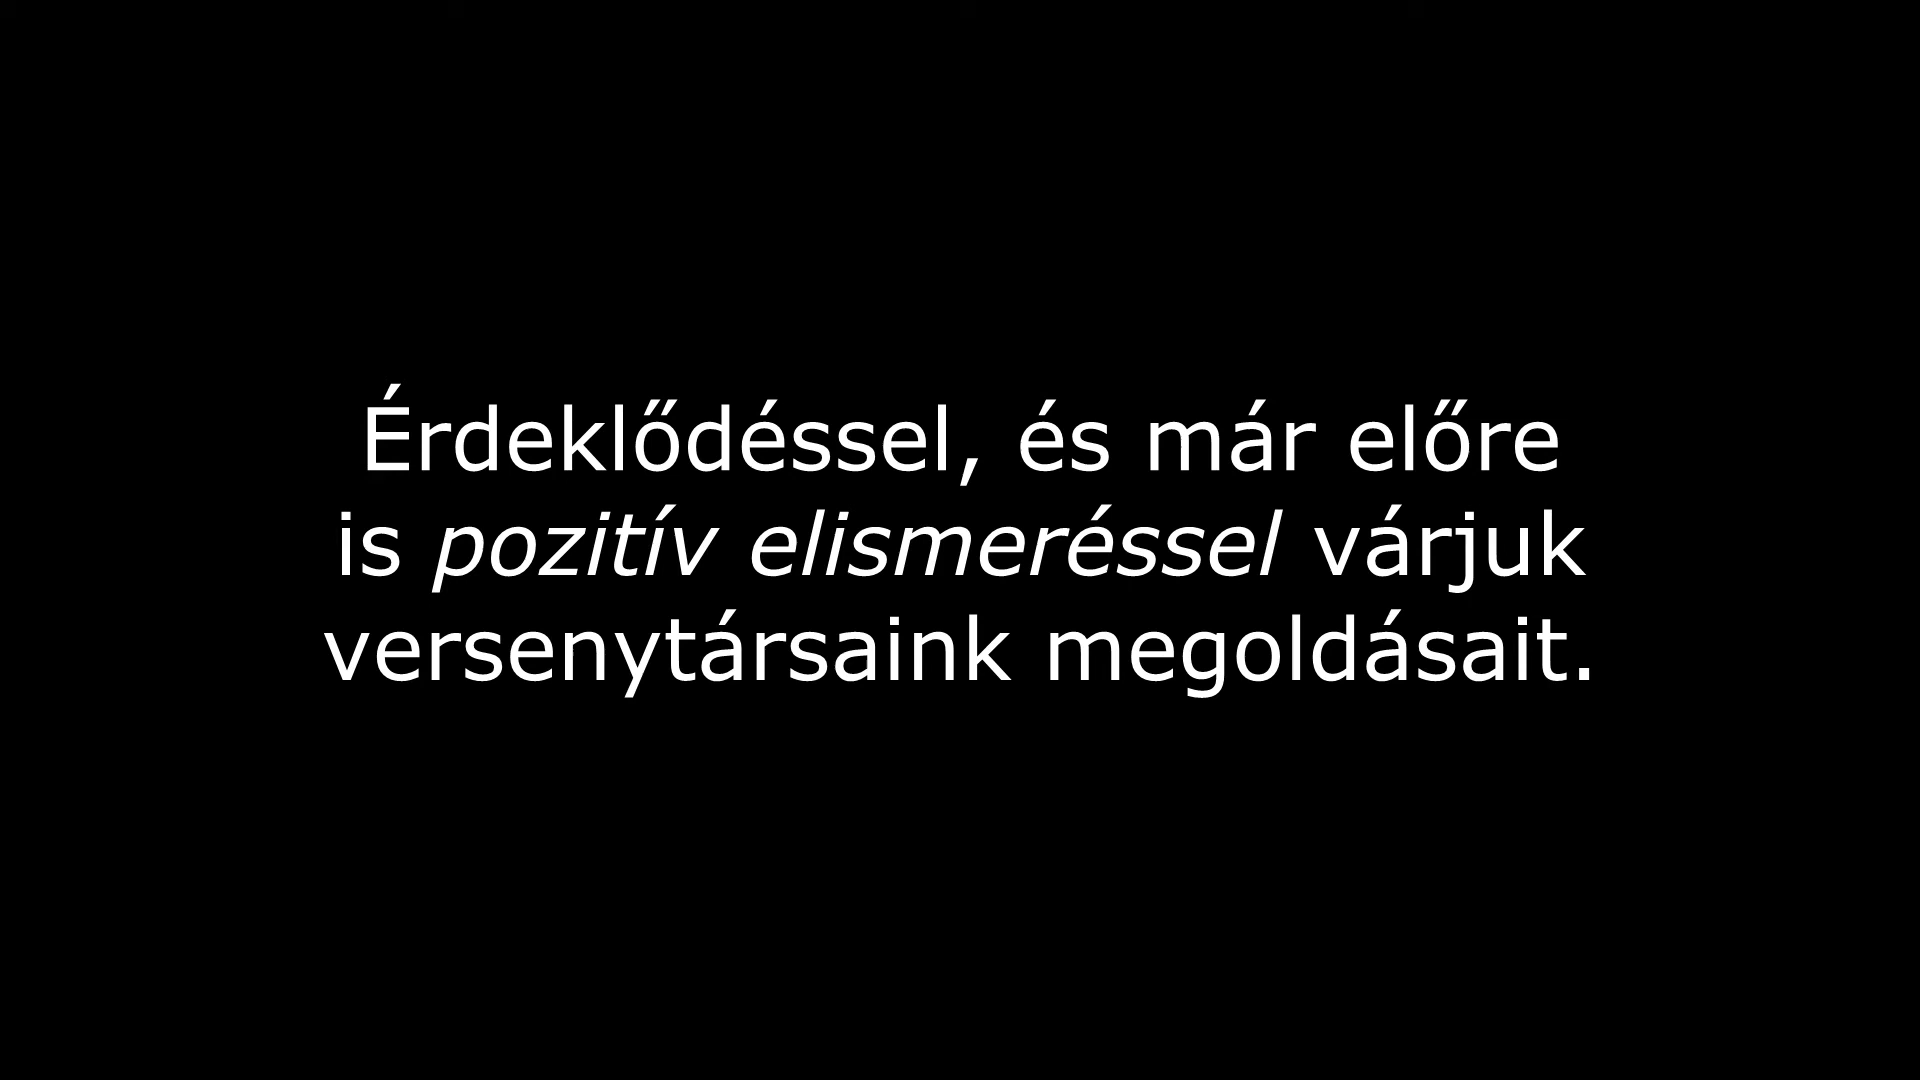 Érdeklődéssel, és már előre
is pozitív elismeréssel várjuk
versenytársaink megoldásait.